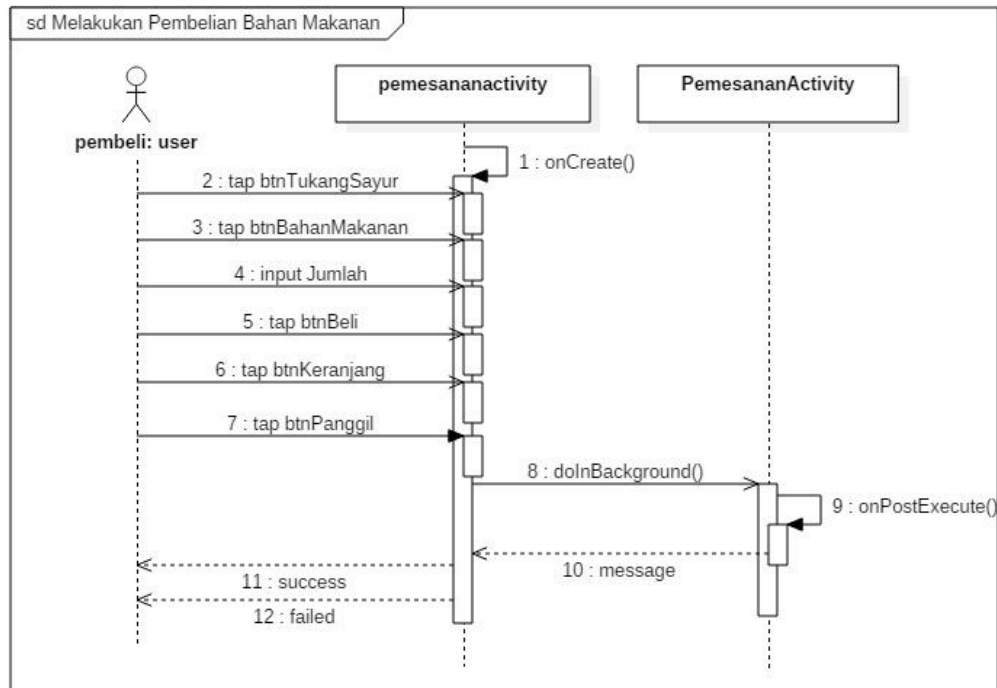 sd Melakukan Pembelian Bahan Makanan
pemesananactivity
PemesananActivity
pembeli: user
1 : onCreate()
2 : tap btnTukangSayur
3 : tap btnBahanMakanan
4 : input Jumlah
5 : tap btnBeli
6 : tap btnKeranjang
7 : tap btnPanggil
8 : doInBackground()
9 : onPostExecute()
10 : message
11 : success
12 : failed